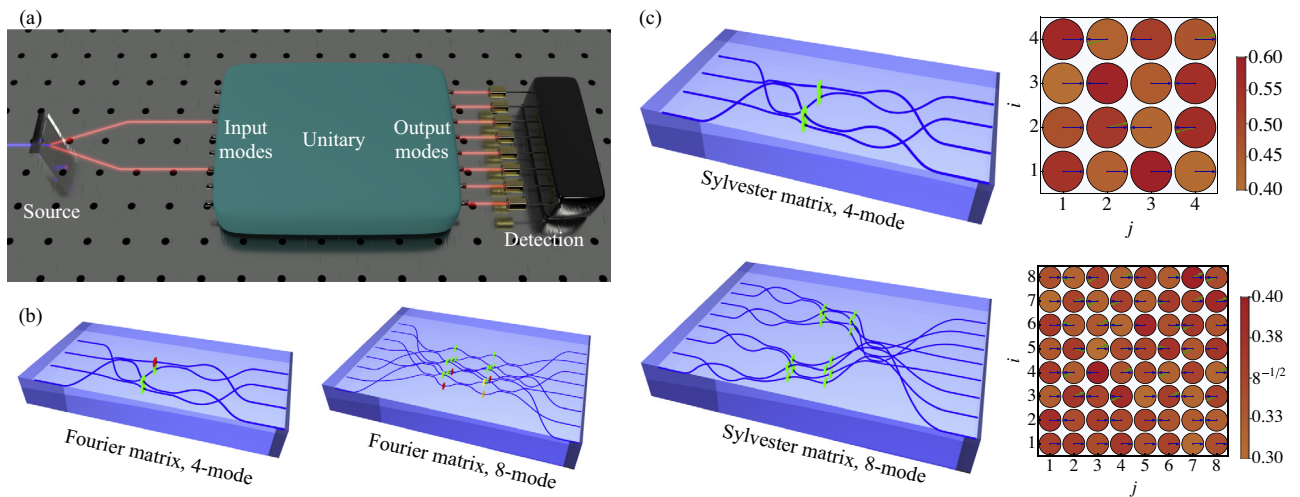 (a)
Input
modes
Unitary
Output
modes
Source
Detection
(b)
Fourier matrix, 4-mode
Fourier matrix, 8-mode
(c)
Sylvester matrix, 4-mode
4
3
2
1
i
1 2 3 4
j
0.60
0.55
0.50
0.45
0.40
Sylvester matrix, 8-mode
8
7
6
5
4
3
2
1
i
1 2 3 4 5 6 7 8
j
0.40
0.38
8^{-1/2}
0.33
0.30